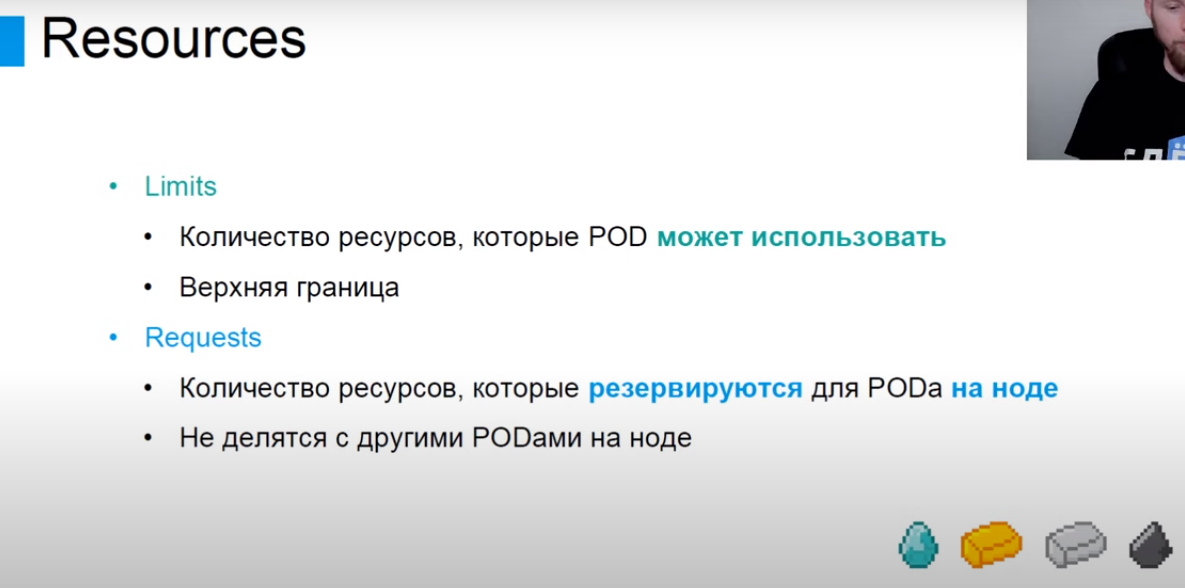 Resources
Limits
Количество ресурсов, которые POD может использовать
Верхняя граница
Requests
Количество ресурсов, которые резервируются для PODа на ноде
Не делятся с другими PODами на ноде